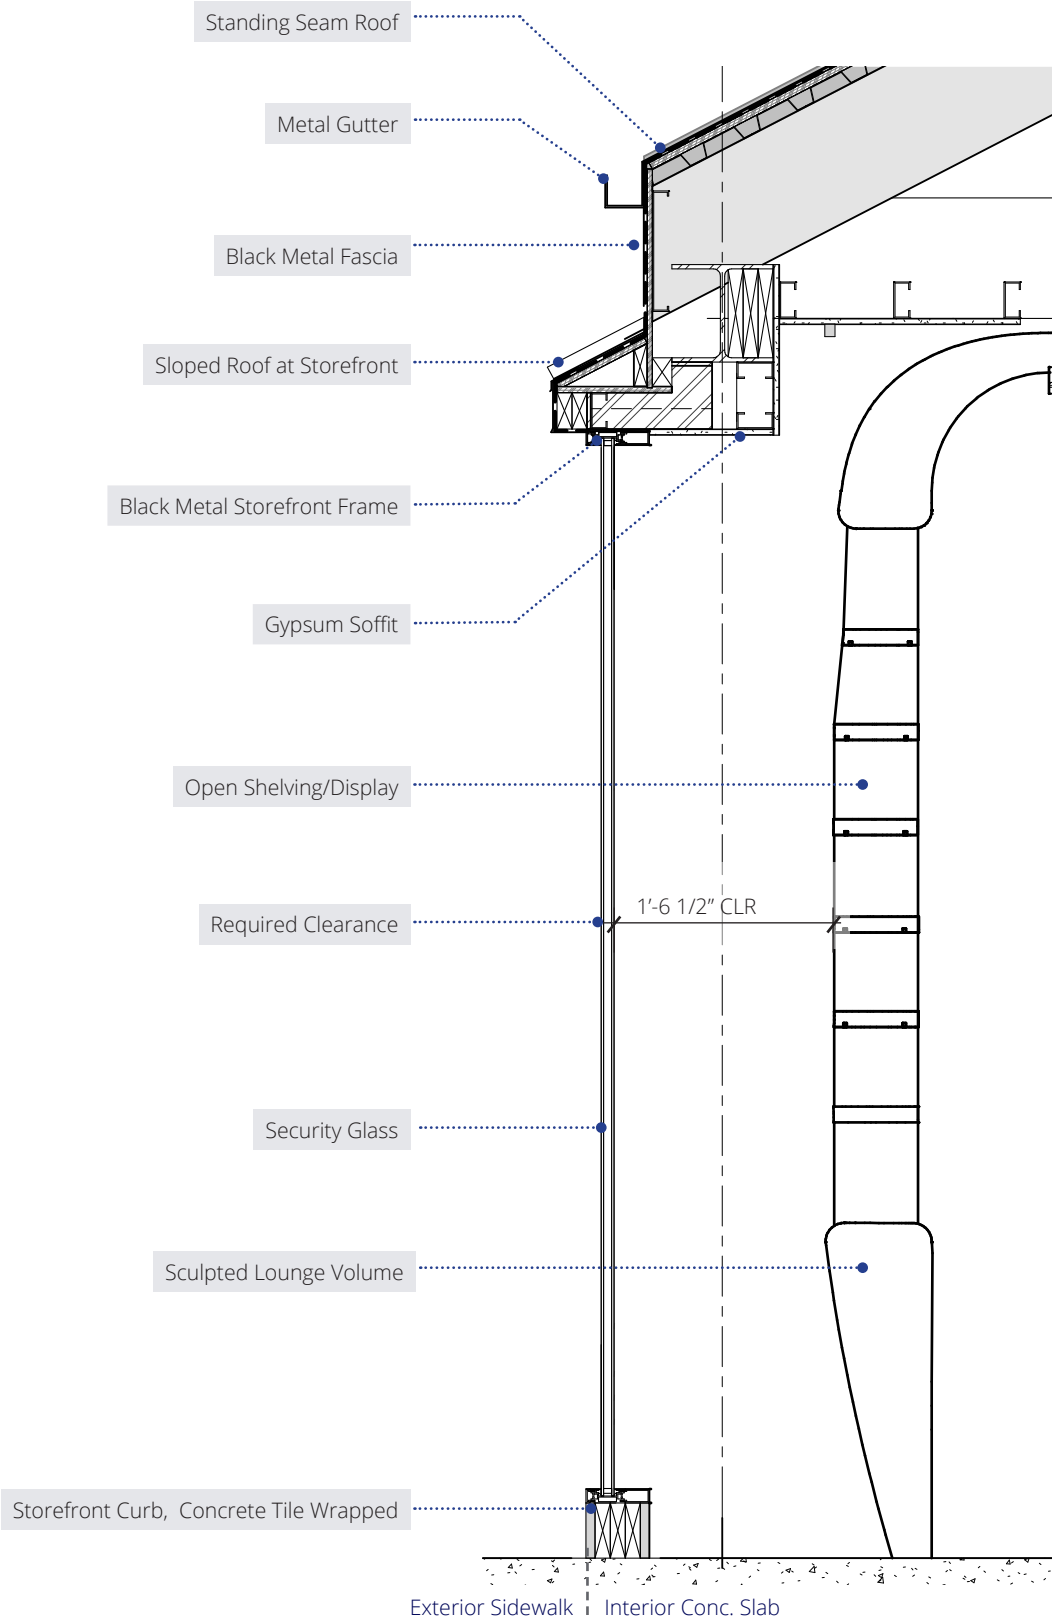 Standing Seam Roof
Metal Gutter
Black Metal Fascia
Sloped Roof at Storefront
Black Metal Storefront Frame
Gypsum Soffit
Open Shelving/Display
Required Clearance
1’-6 1/2” CLR
Security Glass
Sculpted Lounge Volume
Storefront Curb, Concrete Tile Wrapped
Exterior Sidewalk
Interior Conc. Slab